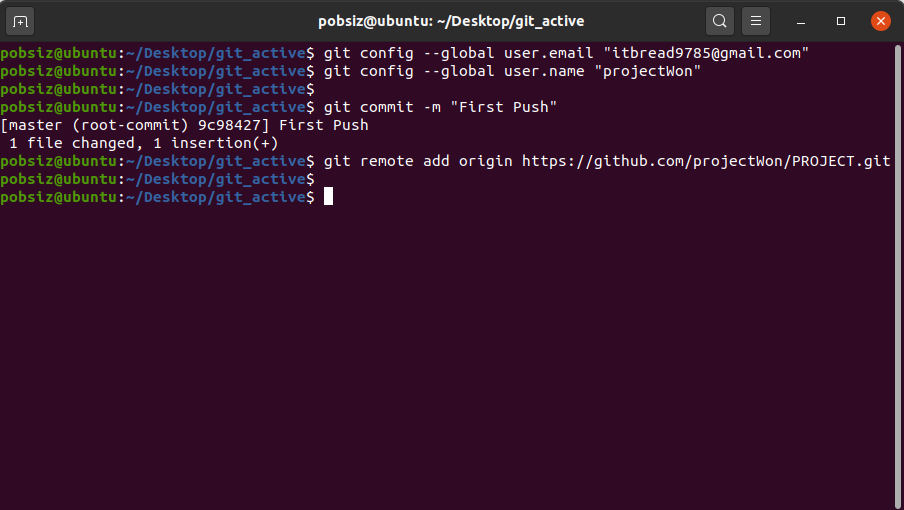 pobsiz@ubuntu: ~/Desktop/git_active
pobsiz@ubuntu:~/Desktop/git_active$ git config --global user.email "itbread9785@gmail.com"
pobsiz@ubuntu:~/Desktop/git_active$ git config --global user.name "projectWon"
pobsiz@ubuntu:~/Desktop/git_active$
pobsiz@ubuntu:~/Desktop/git_active$ git commit -m "First Push"
[master (root-commit) 9c98427] First Push
 1 file changed, 1 insertion(+)
pobsiz@ubuntu:~/Desktop/git_active$ git remote add origin https://github.com/projectWon/PROJECT.git
pobsiz@ubuntu:~/Desktop/git_active$
pobsiz@ubuntu:~/Desktop/git_active$